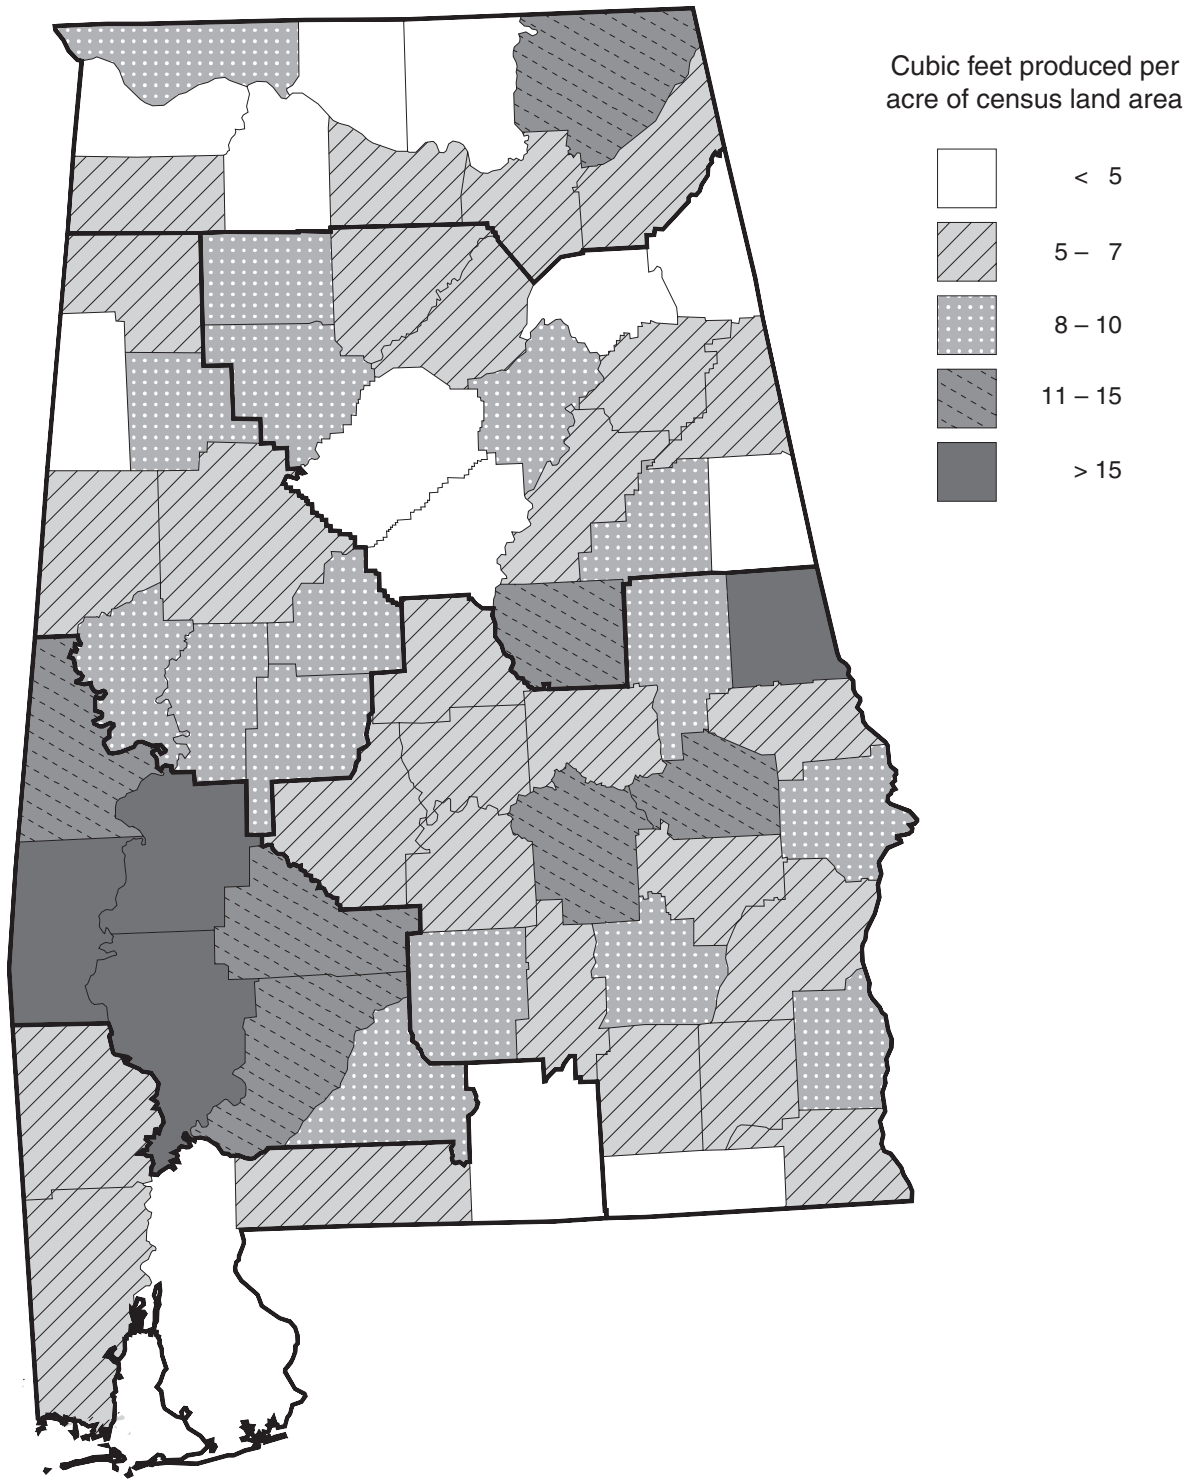 Cubic feet produced per
acre of census land area
< 5
5 – 7
8 – 10
11 – 15
> 15